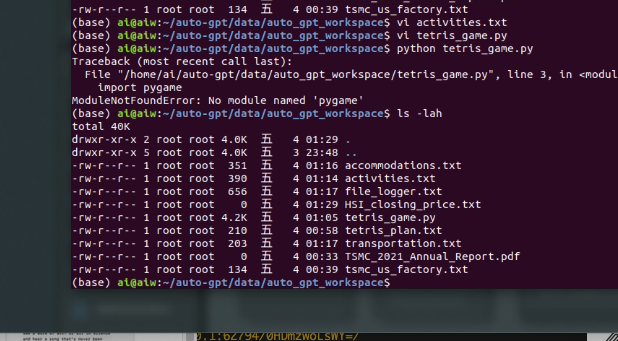 -rw-r--r-- 1 root root  134  五   4 00:39 tsmc_us_factory.txt
(base) ai@aiw:~/auto-gpt/data/auto_gpt_workspace$ vi activities.txt
(base) ai@aiw:~/auto-gpt/data/auto_gpt_workspace$ vi tetris_game.py
(base) ai@aiw:~/auto-gpt/data/auto_gpt_workspace$ python tetris_game.py
Traceback (most recent call last):
  File "/home/ai/auto-gpt/data/auto_gpt_workspace/tetris_game.py", line 3, in <modul
    import pygame
ModuleNotFoundError: No module named 'pygame'
(base) ai@aiw:~/auto-gpt/data/auto_gpt_workspace$ ls -lah
total 40K
drwxr-xr-x 2 root root 4.0K  五   4 01:29 .
drwxr-xr-x 5 root root 4.0K  五   3 23:48 ..
-rw-r--r-- 1 root root  351  五   4 01:16 accommodations.txt
-rw-r--r-- 1 root root  390  五   4 01:14 activities.txt
-rw-r--r-- 1 root root  656  五   4 01:17 file_logger.txt
-rw-r--r-- 1 root root    0  五   4 01:29 HSI_closing_price.txt
-rw-r--r-- 1 root root 4.2K  五   4 01:05 tetris_game.py
-rw-r--r-- 1 root root  210  五   4 00:58 tetris_plan.txt
-rw-r--r-- 1 root root  203  五   4 01:17 transportation.txt
-rw-r--r-- 1 root root    0  五   4 00:33 TSMC_2021_Annual_Report.pdf
-rw-r--r-- 1 root root  134  五   4 00:39 tsmc_us_factory.txt
(base) ai@aiw:~/auto-gpt/data/auto_gpt_workspace$
and hear a song that's never been